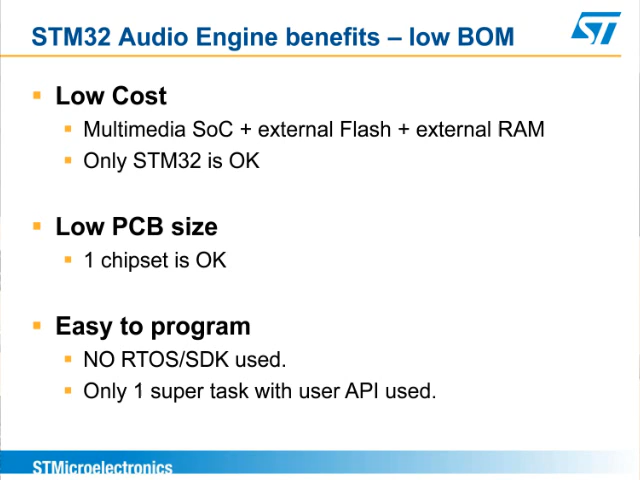 STM32 Audio Engine benefits – low BOM
ST
Low Cost
Multimedia SoC + external Flash + external RAM
Only STM32 is OK
Low PCB size
1 chipset is OK
Easy to program
NO RTOS/SDK used.
Only 1 super task with user API used.
STMicroelectronics